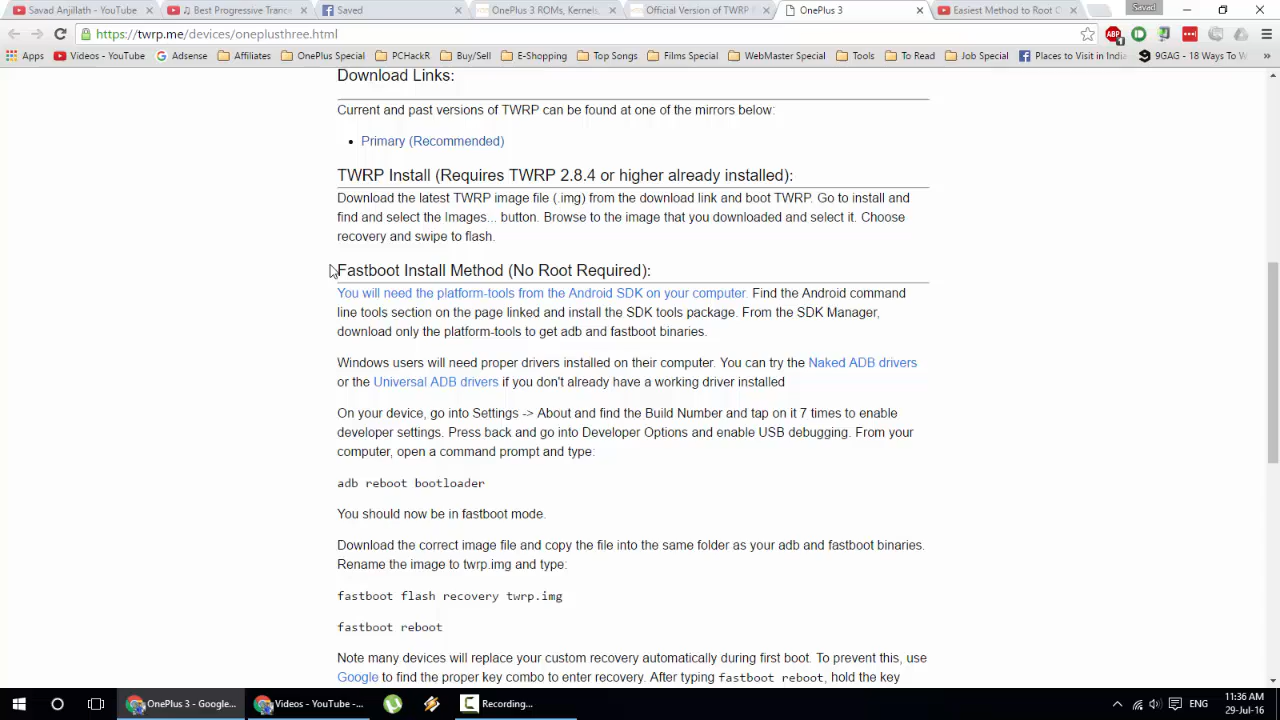 Savad Anjillath - YouTube
♫ Best Progressive Trance
Saved
OnePlus 3 ROMs, Kernels,
Official Version of TWRP
OnePlus 3
Easiest Method to Root O
Saved
https://twrp.me/devices/oneplusthree.html
ABP
1
Apps
Videos - YouTube
Adsense
Affiliates
OnePlus Special
PCHackR
Buy/Sell
E-Shopping
Top Songs
Films Special
WebMaster Special
Tools
To Read
Job Special
Places to Visit in India
9GAG - 18 Ways To
»
Download Links:
Current and past versions of TWRP can be found at one of the mirrors below:
• Primary (Recommended)
TWRP Install (Requires TWRP 2.8.4 or higher already installed):
Download the latest TWRP image file (.img) from the download link and boot TWRP. Go to install and
find and select the Images... button. Browse to the image that you downloaded and select it. Choose
recovery and swipe to flash.
Fastboot Install Method (No Root Required):
You will need the platform-tools from the Android SDK on your computer. Find the Android command
line tools section on the page linked and install the SDK tools package. From the SDK Manager,
download only the platform-tools to get adb and fastboot binaries.
Windows users will need proper drivers installed on their computer. You can try the Naked ADB drivers
or the Universal ADB drivers if you don't already have a working driver installed
On your device, go into Settings -> About and find the Build Number and tap on it 7 times to enable
developer settings. Press back and go into Developer Options and enable USB debugging. From your
computer, open a command prompt and type:
adb reboot bootloader
You should now be in fastboot mode.
Download the correct image file and copy the file into the same folder as your adb and fastboot binaries.
Rename the image to twrp.img and type:
fastboot flash recovery twrp.img
fastboot reboot
Note many devices will replace your custom recovery automatically during first boot. To prevent this, use
Google to find the proper key combo to enter recovery. After typing fastboot reboot, hold the key
OnePlus 3 - Google...
Videos - YouTube -...
Recording...
ENG
11:36 AM
29-Jul-16